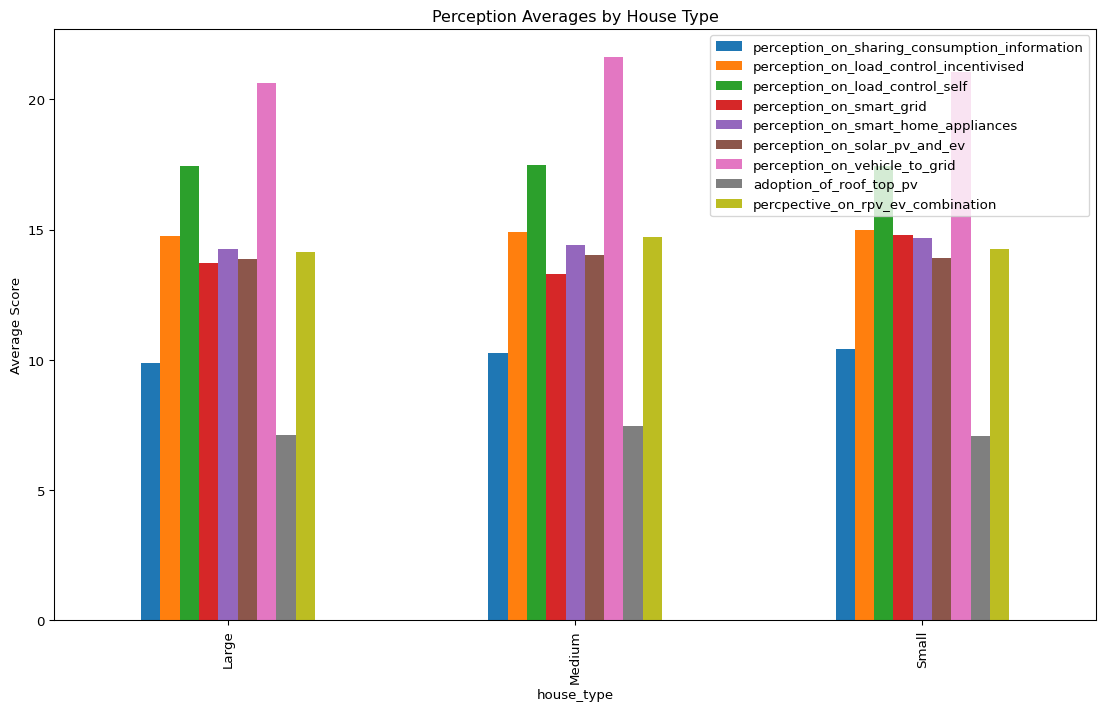 Perception Averages by House Type
perception_on_sharing_consumption_information
perception_on_load_control_incentivised
perception_on_load_control_self
perception_on_smart_grid
perception_on_smart_home_appliances
perception_on_solar_pv_and_ev
perception_on_vehicle_to_grid
adoption_of_roof_top_pv
percpective_on_rpv_ev_combination
Average Score
20
15
10
5
0
Large
Medium
Small
house_type